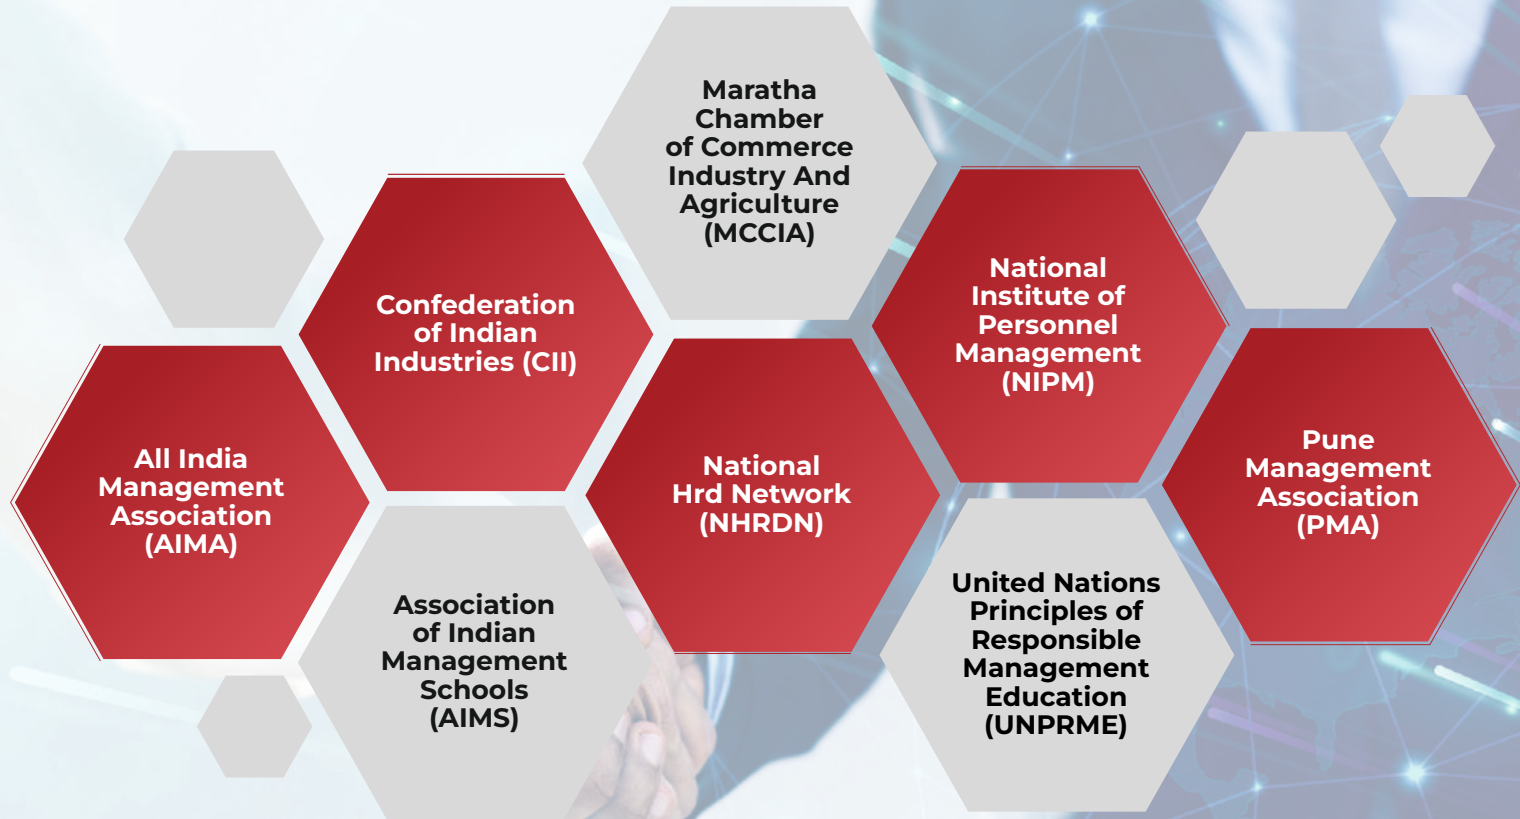 Maratha
Chamber
of Commerce
Industry And
Agriculture
(MCCIA)
National
Institute of
Personnel
Management
(NIPM)
Confederation
of Indian
Industries (CII)
Pune
Management
Association
(PMA)
All India
Management
Association
(AIMA)
National
Hrd Network
(NHRDN)
United Nations
Principles of
Responsible
Management
Education
(UNPRME)
Association
of Indian
Management
Schools
(AIMS)